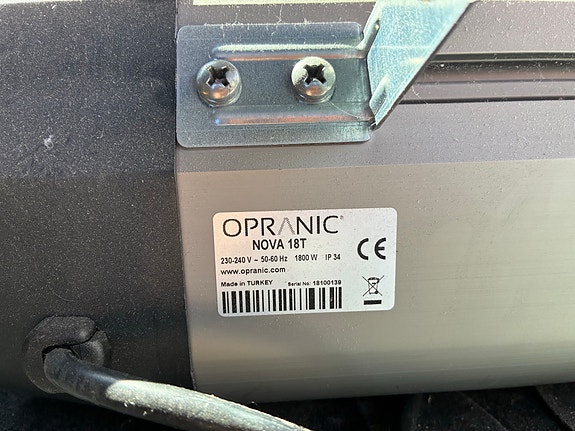 OPRANIC®
NOVA 18T
230-240 V ~ 50-60 Hz 1800 W IP 34
www.opranic.com
CE
Made in TURKEY Serial No: 18100139